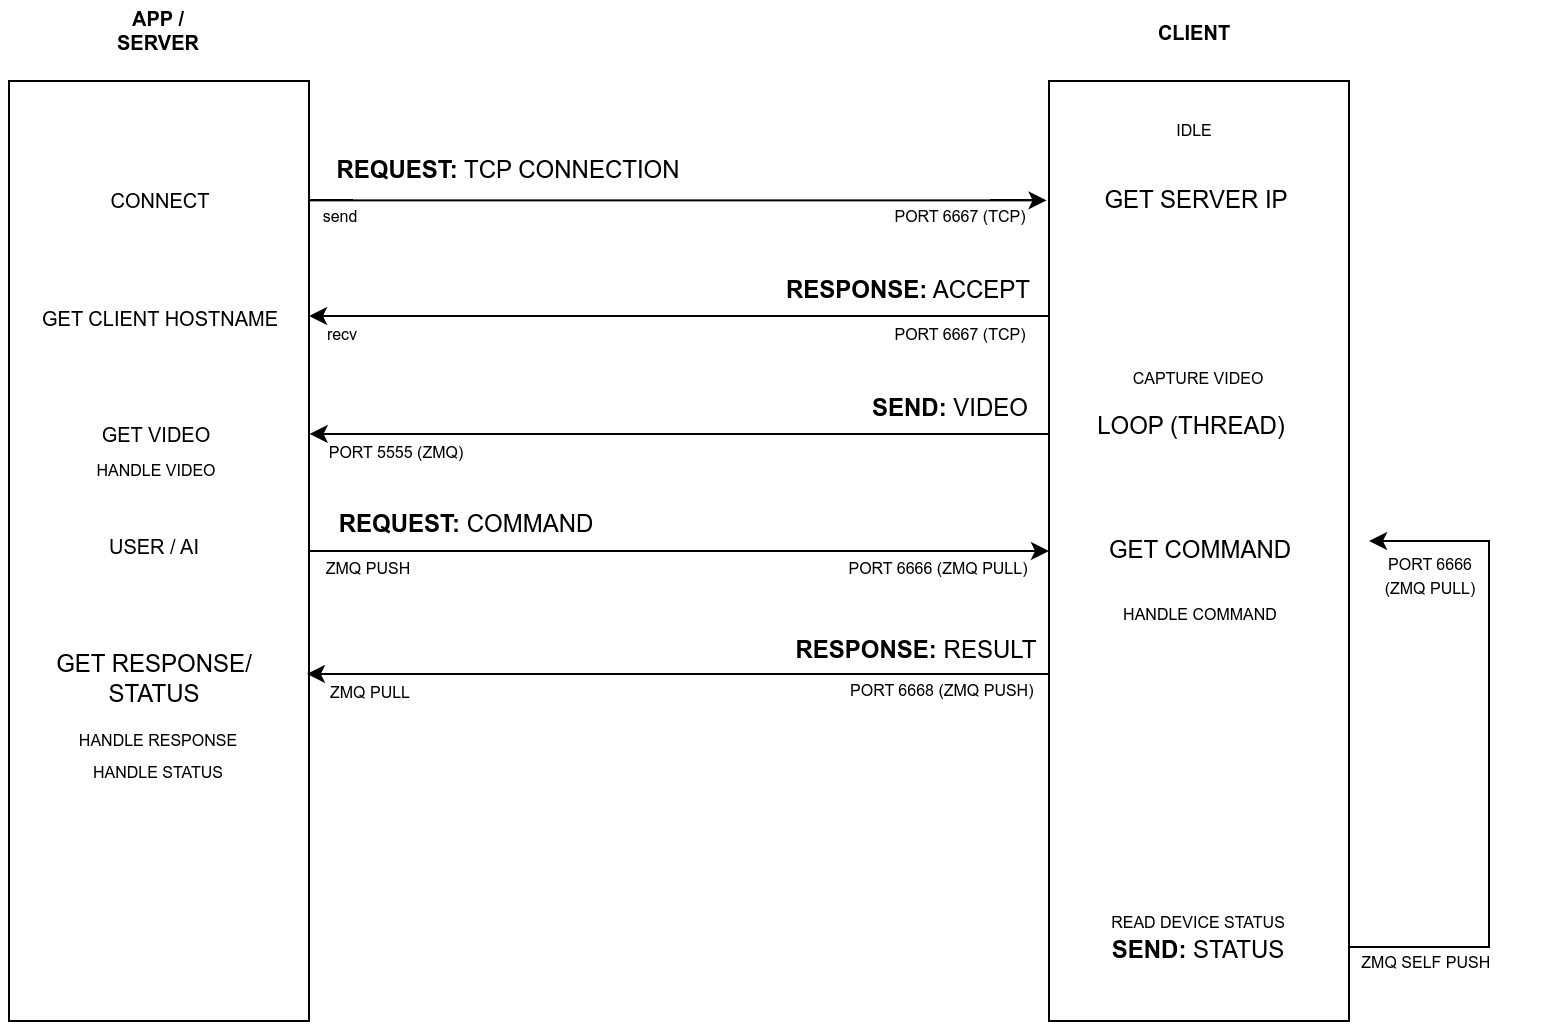 APP /
SERVER
CLIENT
IDLE
REQUEST: TCP CONNECTION
CONNECT
GET SERVER IP
send
PORT 6667 (TCP)
RESPONSE: ACCEPT
GET CLIENT HOSTNAME
recv
PORT 6667 (TCP)
CAPTURE VIDEO
SEND: VIDEO
LOOP (THREAD)
GET VIDEO
PORT 5555 (ZMQ)
HANDLE VIDEO
REQUEST: COMMAND
USER / AI
GET COMMAND
ZMQ PUSH
PORT 6666 (ZMQ PULL)
PORT 6666
(ZMQ PULL)
HANDLE COMMAND
RESPONSE: RESULT
GET RESPONSE/
STATUS
ZMQ PULL
PORT 6668 (ZMQ PUSH)
HANDLE RESPONSE
HANDLE STATUS
READ DEVICE STATUS
SEND: STATUS
ZMQ SELF PUSH